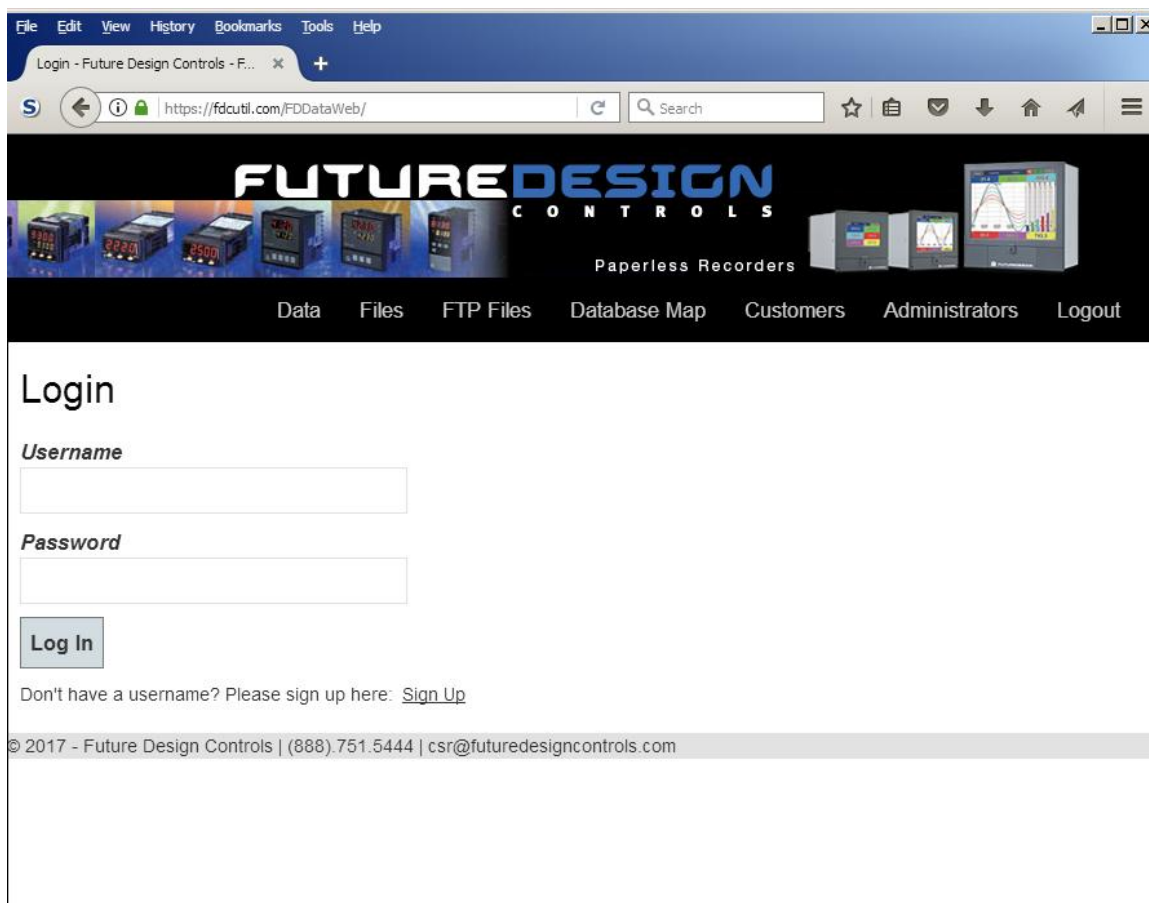 File Edit View History Bookmarks Tools Help
Login - Future Design Controls - F...
https://fdcutil.com/FDDataWeb/
Search
FUTUREDESIGN
CONTROLS
Paperless Recorders
Data Files FTP Files Database Map Customers Administrators Logout
Login
Username
Password
Log In
Don't have a username? Please sign up here: Sign Up
© 2017 - Future Design Controls | (888).751.5444 | csr@futuredesigncontrols.com